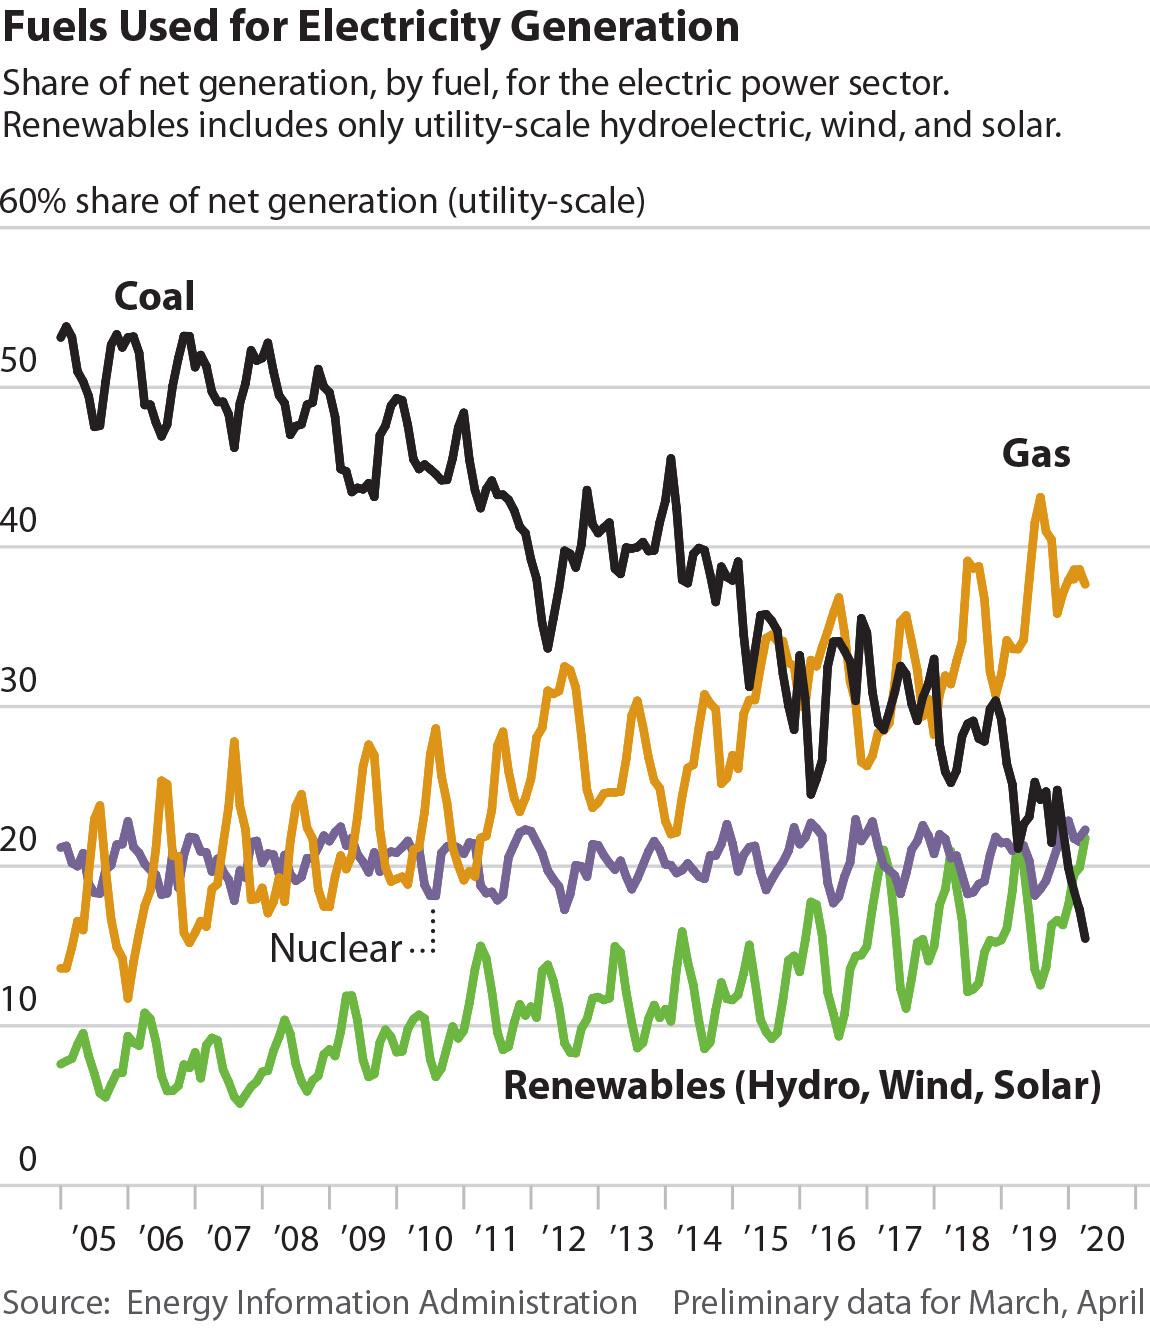 Fuels Used for Electricity Generation
Share of net generation, by fuel, for the electric power sector.
Renewables includes only utility-scale hydroelectric, wind, and solar.
60% share of net generation (utility-scale)
Coal
50
Gas
40
30
20
Nuclear
10
Renewables (Hydro, Wind, Solar)
0
’05 ’06 ’07 ’08 ’09 ’10 ’11 ’12 ’13 ’14 ’15 ’16 ’17 ’18 ’19 ’20
Source: Energy Information Administration Preliminary data for March, April